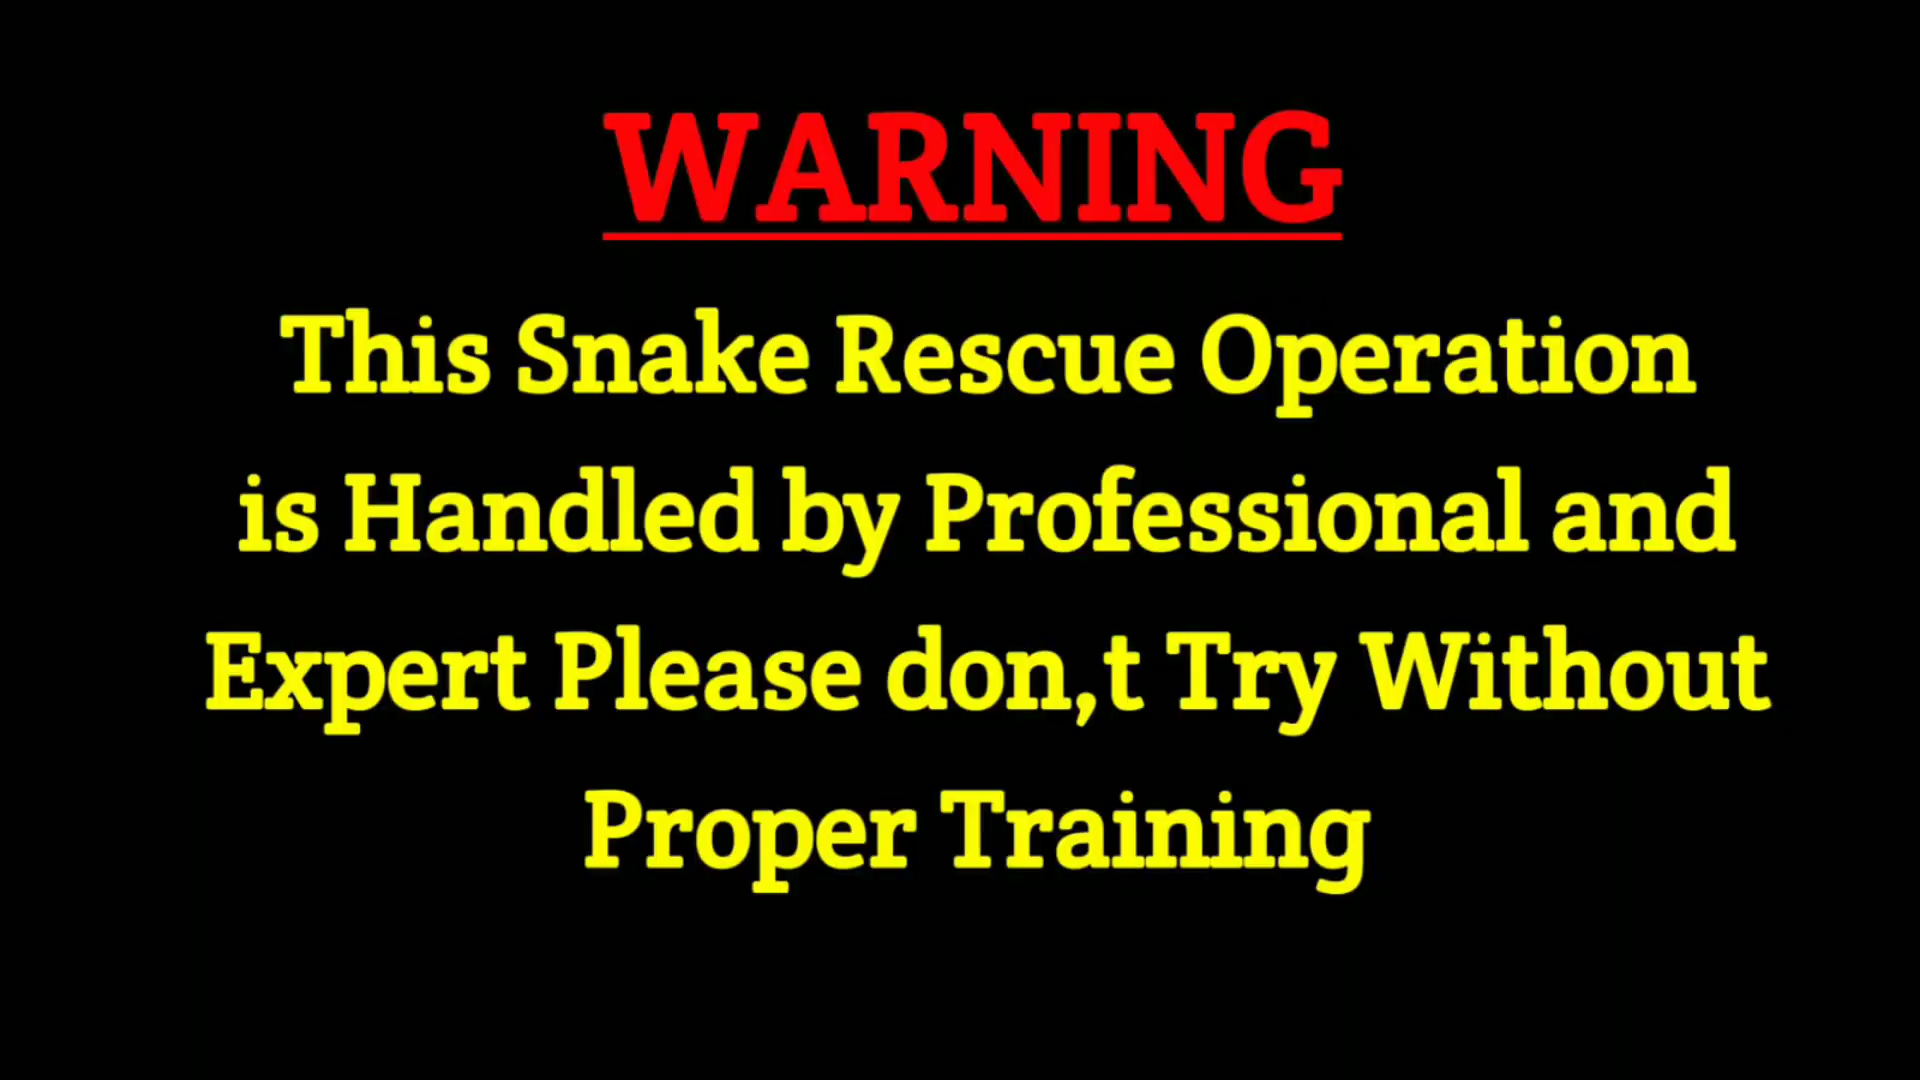 WARNING
This Snake Rescue Operation
is Handled by Professional and
Expert Please don,t Try Without
Proper Training